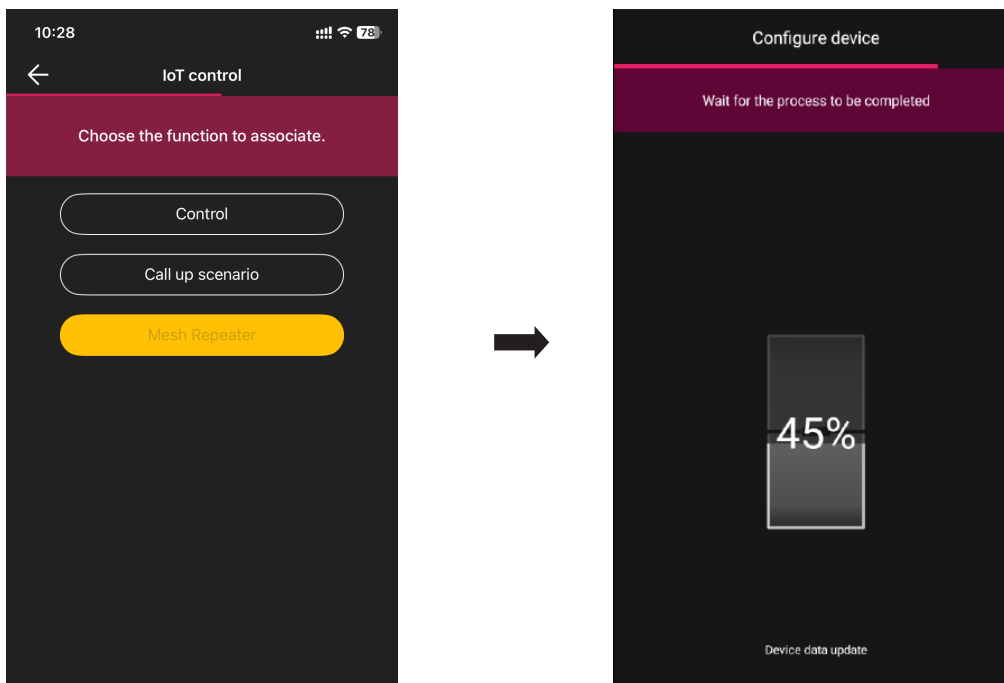 10:28
78
IoT control
Choose the function to associate.
Control
Call up scenario
Mesh Repeater
Configure device
Wait for the process to be completed
45%
Device data update